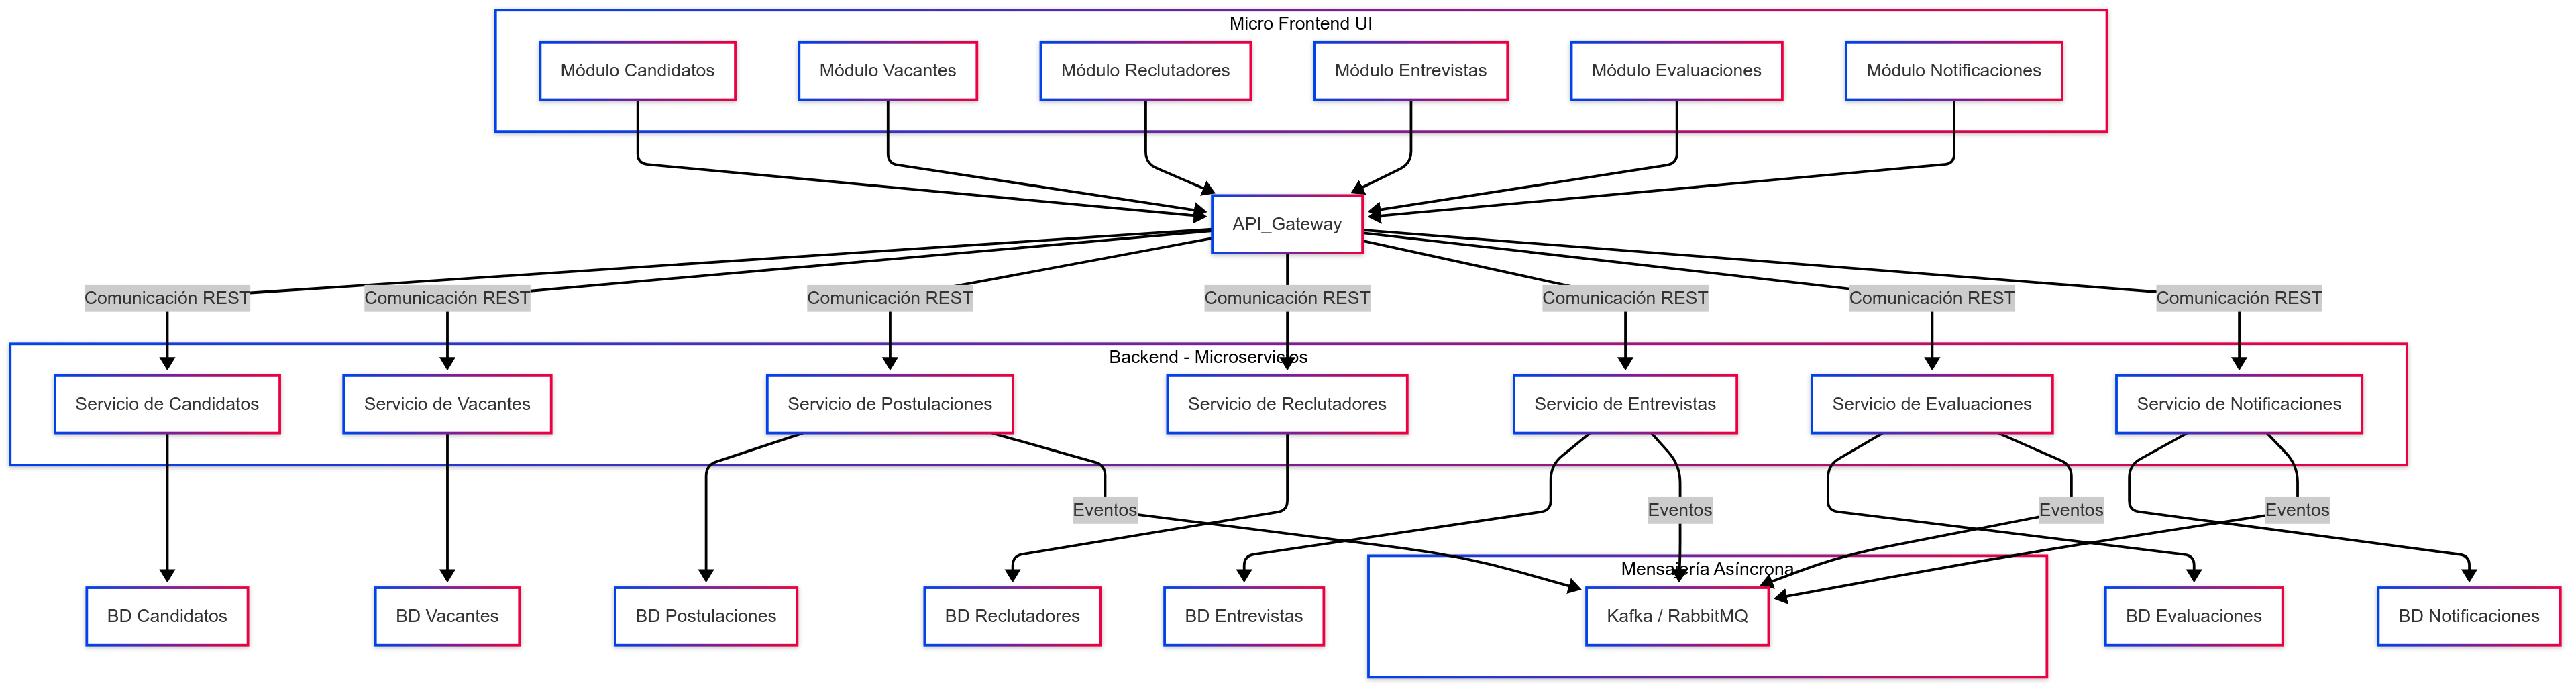 Micro Frontend UI
Módulo Candidatos
Módulo Vacantes
Módulo Reclutadores
Módulo Entrevistas
Módulo Evaluaciones
Módulo Notificaciones
API_Gateway
Comunicación REST
Comunicación REST
Comunicación REST
Comunicación REST
Comunicación REST
Comunicación REST
Comunicación REST
Backend - Microservicios
Servicio de Candidatos
Servicio de Vacantes
Servicio de Postulaciones
Servicio de Reclutadores
Servicio de Entrevistas
Servicio de Evaluaciones
Servicio de Notificaciones
Eventos
Eventos
Eventos
Eventos
Mensajería Asíncrona
BD Candidatos
BD Vacantes
BD Postulaciones
BD Reclutadores
BD Entrevistas
Kafka / RabbitMQ
BD Evaluaciones
BD Notificaciones